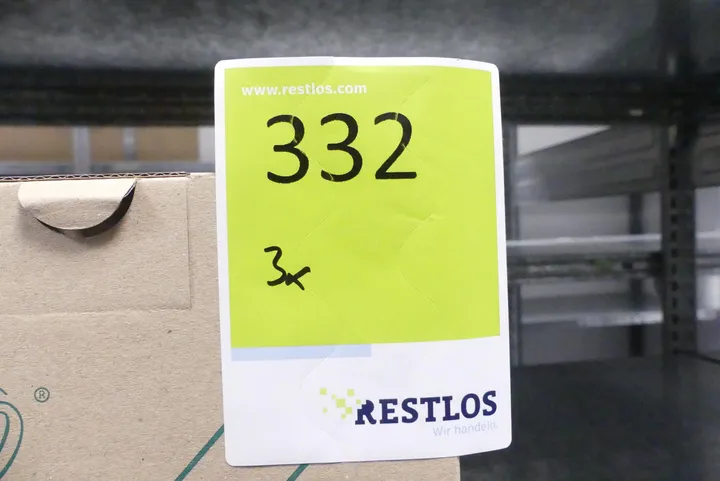 www.restlos.com
332
3x
®
RESTLOS
Wir handeln.